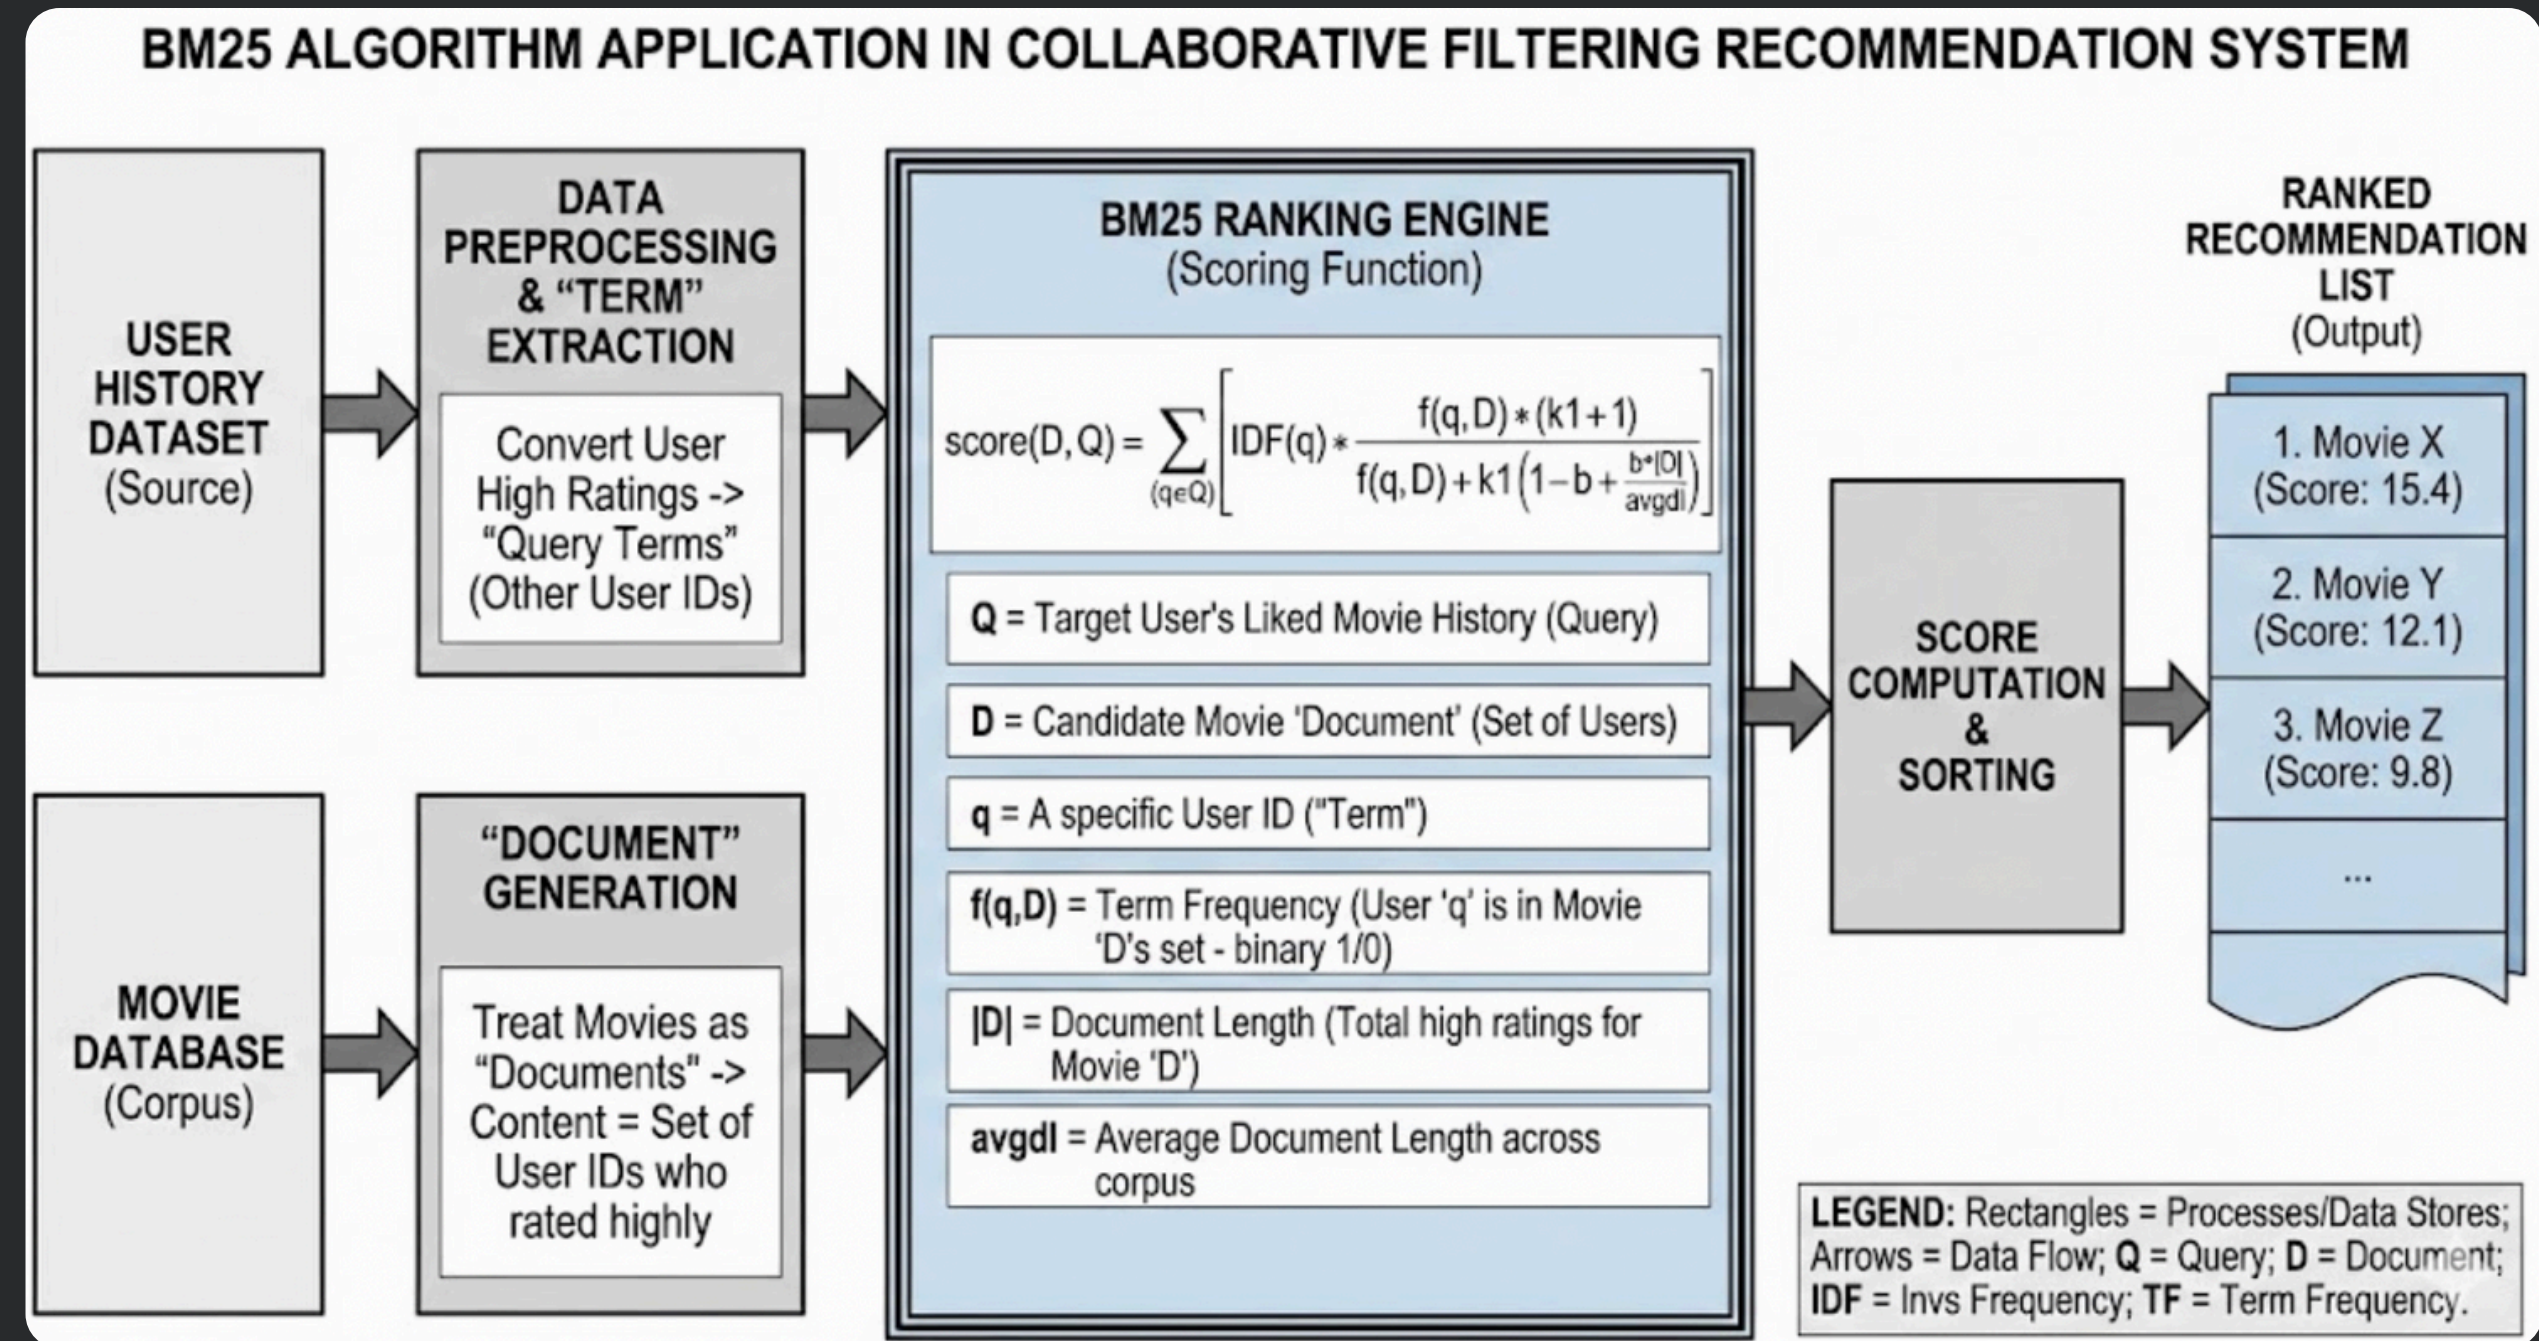 BM25 ALGORITHM APPLICATION IN COLLABORATIVE FILTERING RECOMMENDATION SYSTEM
USER
HISTORY
DATASET
(Source)
DATA
PREPROCESSING
& “TERM”
EXTRACTION
Convert User
High Ratings ->
“Query Terms”
(Other User IDs)
MOVIE
DATABASE
(Corpus)
“DOCUMENT”
GENERATION
Treat Movies as
“Documents” ->
Content = Set of
User IDs who
rated highly
BM25 RANKING ENGINE
(Scoring Function)
score(D,Q) = ∑(q∈Q) [IDF(q) * f(q,D) * (k1+1) / f(q,D) + k1(1−b + b*|D| / avgdl)]
Q = Target User's Liked Movie History (Query)
D = Candidate Movie 'Document' (Set of Users)
q = A specific User ID ("Term")
f(q,D) = Term Frequency (User 'q' is in Movie
'D's set - binary 1/0)
|D| = Document Length (Total high ratings for
Movie 'D')
avgdl = Average Document Length across
corpus
SCORE
COMPUTATION
&
SORTING
RANKED
RECOMMENDATION
LIST
(Output)
1. Movie X
(Score: 15.4)
2. Movie Y
(Score: 12.1)
3. Movie Z
(Score: 9.8)
...
LEGEND: Rectangles = Processes/Data Stores;
Arrows = Data Flow; Q = Query; D = Document;
IDF = Invs Frequency; TF = Term Frequency.